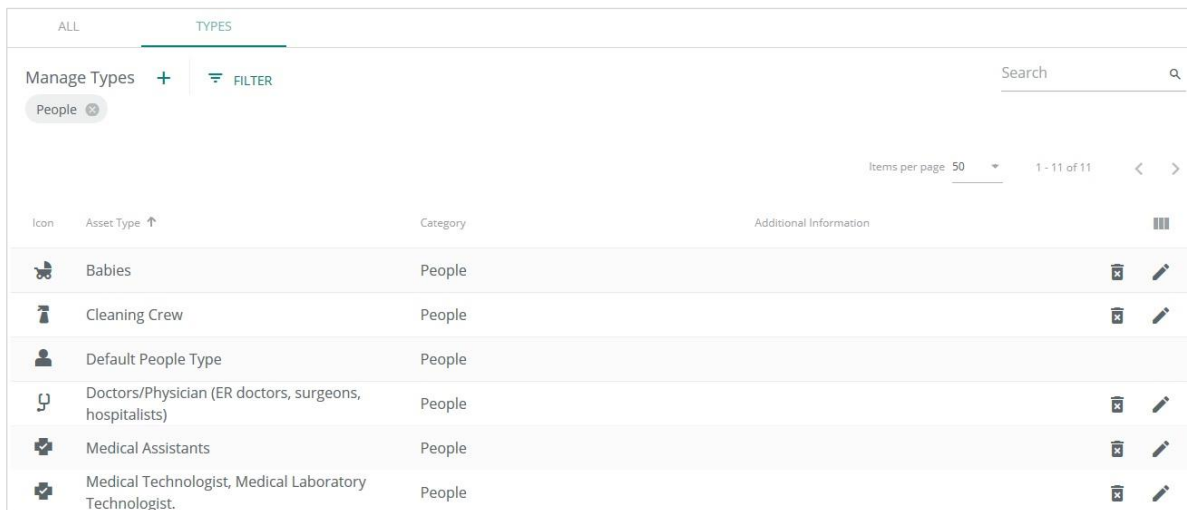 ALL TYPES
Manage Types + FILTER Search
People
Items per page 50 1 - 11 of 11
Icon Asset Type ↑ Category Additional Information
Babies People
Cleaning Crew People
Default People Type People
Doctors/Physician (ER doctors, surgeons,
hospitalists) People
Medical Assistants People
Medical Technologist, Medical Laboratory
Technologist. People